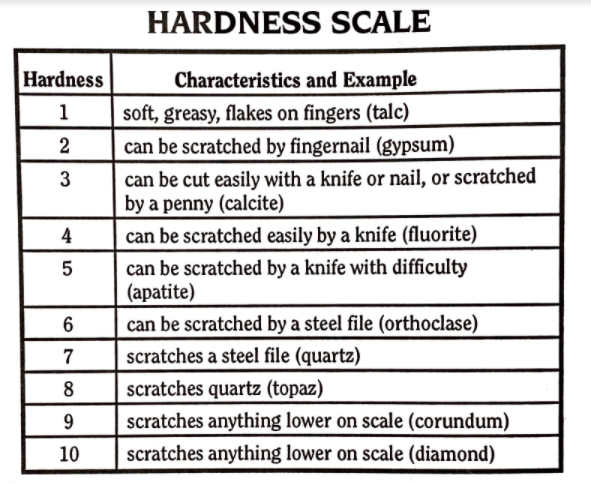 HARDNESS SCALE
Hardness Characteristics and Example
1 soft, greasy, flakes on fingers (talc)
2 can be scratched by fingernail (gypsum)
3 can be cut easily with a knife or nail, or scratched
by a penny (calcite)
4 can be scratched easily by a knife (fluorite)
5 can be scratched by a knife with difficulty
(apatite)
6 can be scratched by a steel file (orthoclase)
7 scratches a steel file (quartz)
8 scratches quartz (topaz)
9 scratches anything lower on scale (corundum)
10 scratches anything lower on scale (diamond)